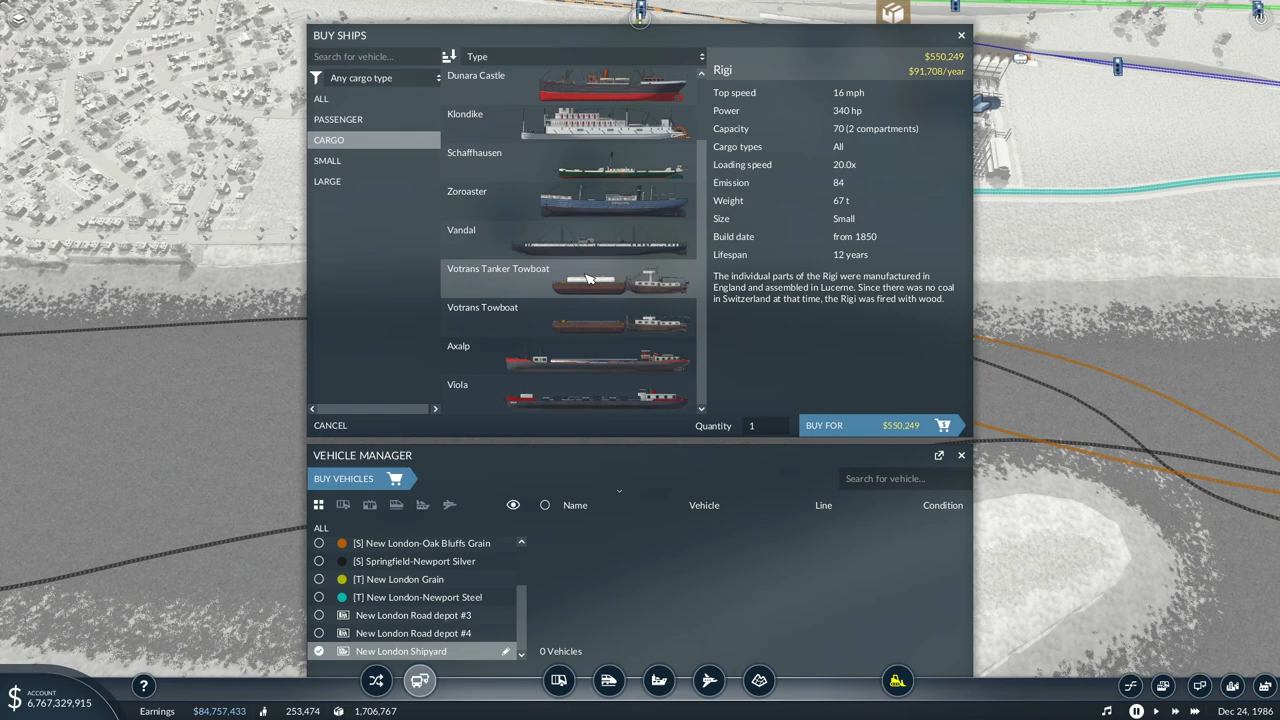 BUY SHIPS
Search for vehicle...
Type
Any cargo type
ALL
PASSENGER
CARGO
SMALL
LARGE
Dunara Castle
Klondike
Schaffhausen
Zoroaster
Vandal
Votrans Tanker Towboat
Votrans Towboat
Axalp
Viola
$550,249
Rigi
$91,708/year
Top speed 16 mph
Power 340 hp
Capacity 70 (2 compartments)
Cargo types All
Loading speed 20.0x
Emission 84
Weight 67 t
Size Small
Build date from 1850
Lifespan 12 years
The individual parts of the Rigi were manufactured in
England and assembled in Lucerne. Since there was no coal
in Switzerland at that time, the Rigi was fired with wood.
CANCEL
Quantity 1
BUY FOR $550,249
VEHICLE MANAGER
BUY VEHICLES
Search for vehicle...
Name Vehicle Line Condition
ALL
[S] New London-Oak Bluffs Grain
[S] Springfield-Newport Silver
[T] New London Grain
[T] New London-Newport Steel
New London Road depot #3
New London Road depot #4
New London Shipyard
0 Vehicles
$ ACCOUNT
6,767,329,915
?
Earnings $84,757,433 253,474 1,706,767
Dec 24, 1986